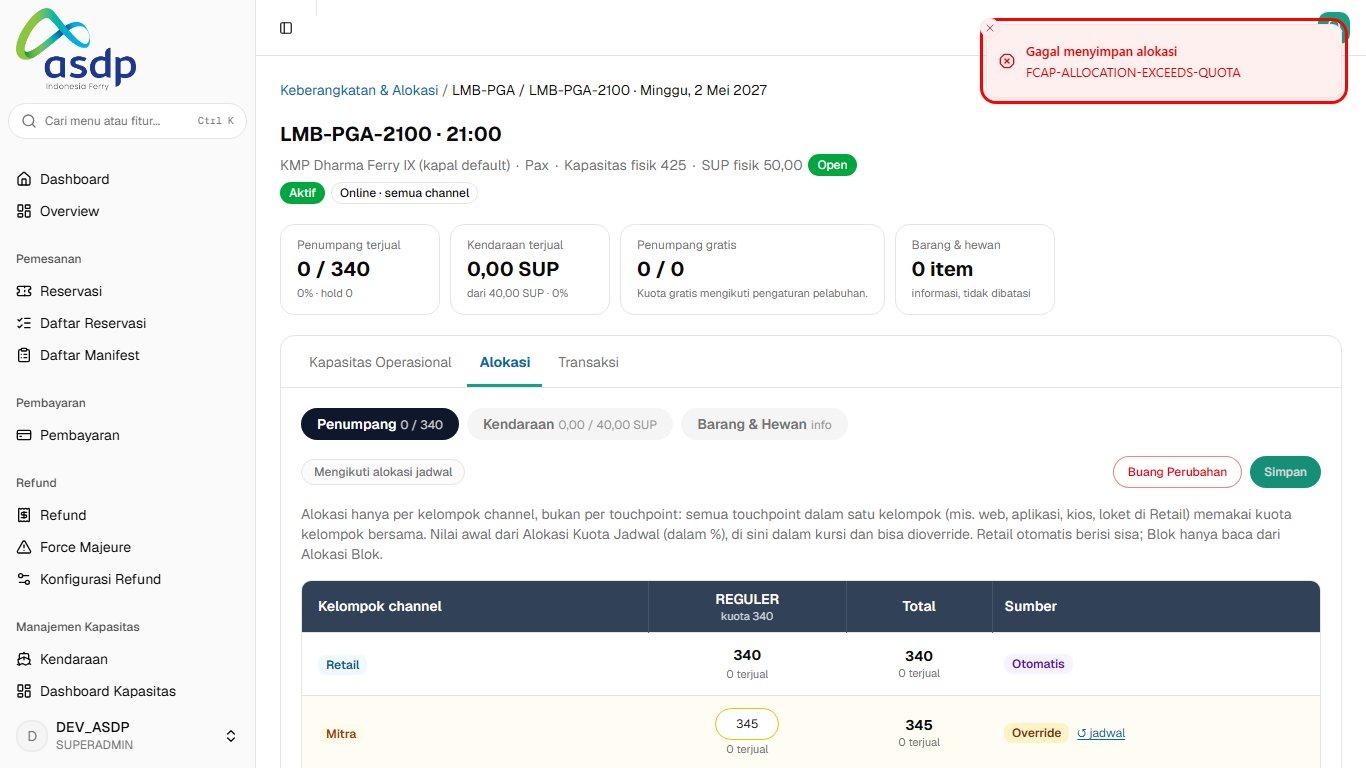 asdp
Indonesia Ferry
Cari menu atau fitur... Ctrl K
Dashboard
Overview
Pemesanan
Reservasi
Daftar Reservasi
Daftar Manifest
Pembayaran
Pembayaran
Refund
Refund
Force Majeure
Konfigurasi Refund
Manajemen Kapasitas
Kendaraan
Dashboard Kapasitas
D
DEV_ASDP
SUPERADMIN
Gagal menyimpan alokasi
FCAP-ALLOCATION-EXCEEDS-QUOTA
Keberangkatan & Alokasi / LMB-PGA / LMB-PGA-2100 · Minggu, 2 Mei 2027
LMB-PGA-2100 · 21:00
KMP Dharma Ferry IX (kapal default) · Pax · Kapasitas fisik 425 · SUP fisik 50,00 Open
Aktif Online · semua channel
Penumpang terjual
0 / 340
0% · hold 0
Kendaraan terjual
0,00 SUP
dari 40,00 SUP · 0%
Penumpang gratis
0 / 0
Kuota gratis mengikuti pengaturan pelabuhan.
Barang & hewan
0 item
informasi, tidak dibatasi
Kapasitas Operasional Alokasi Transaksi
Penumpang 0 / 340 Kendaraan 0,00 / 40,00 SUP Barang & Hewan info
Mengikuti alokasi jadwal Buang Perubahan Simpan
Alokasi hanya per kelompok channel, bukan per touchpoint: semua touchpoint dalam satu kelompok (mis. web, aplikasi, kios, loket di Retail) memakai kuota
kelompok bersama. Nilai awal dari Alokasi Kuota Jadwal (dalam %), di sini dalam kursi dan bisa dioverride. Retail otomatis berisi sisa; Blok hanya baca dari
Alokasi Blok.
Kelompok channel REGULER Total Sumber
kuota 340
Retail 340 340 Otomatis
0 terjual 0 terjual
Mitra 345 345 Override ↺ jadwal
0 terjual 0 terjual